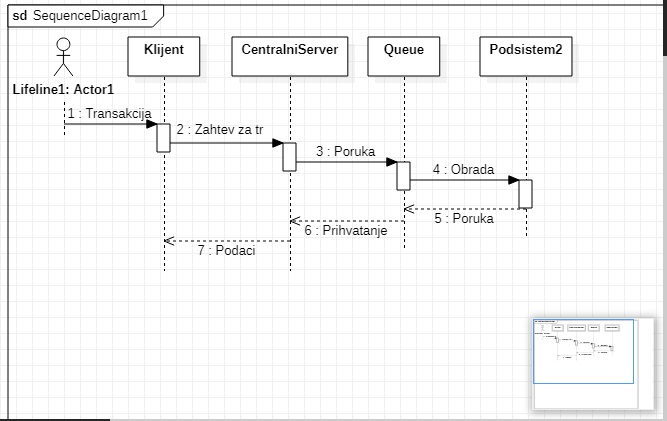 sd SequenceDiagram1
Klijent
CentralniServer
Queue
Podsistem2
Lifeline1: Actor1
1 : Transakcija
2 : Zahtev za tr
3 : Poruka
4 : Obrada
5 : Poruka
6 : Prihvatanje
7 : Podaci